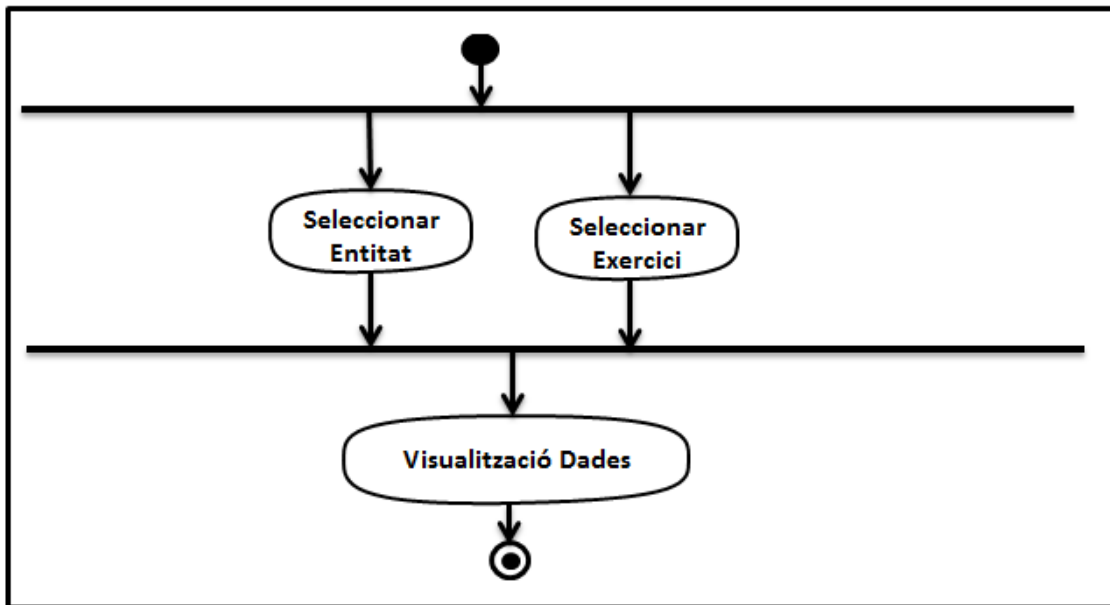 Seleccionar
Entitat
Seleccionar
Exercici
Visualització Dades